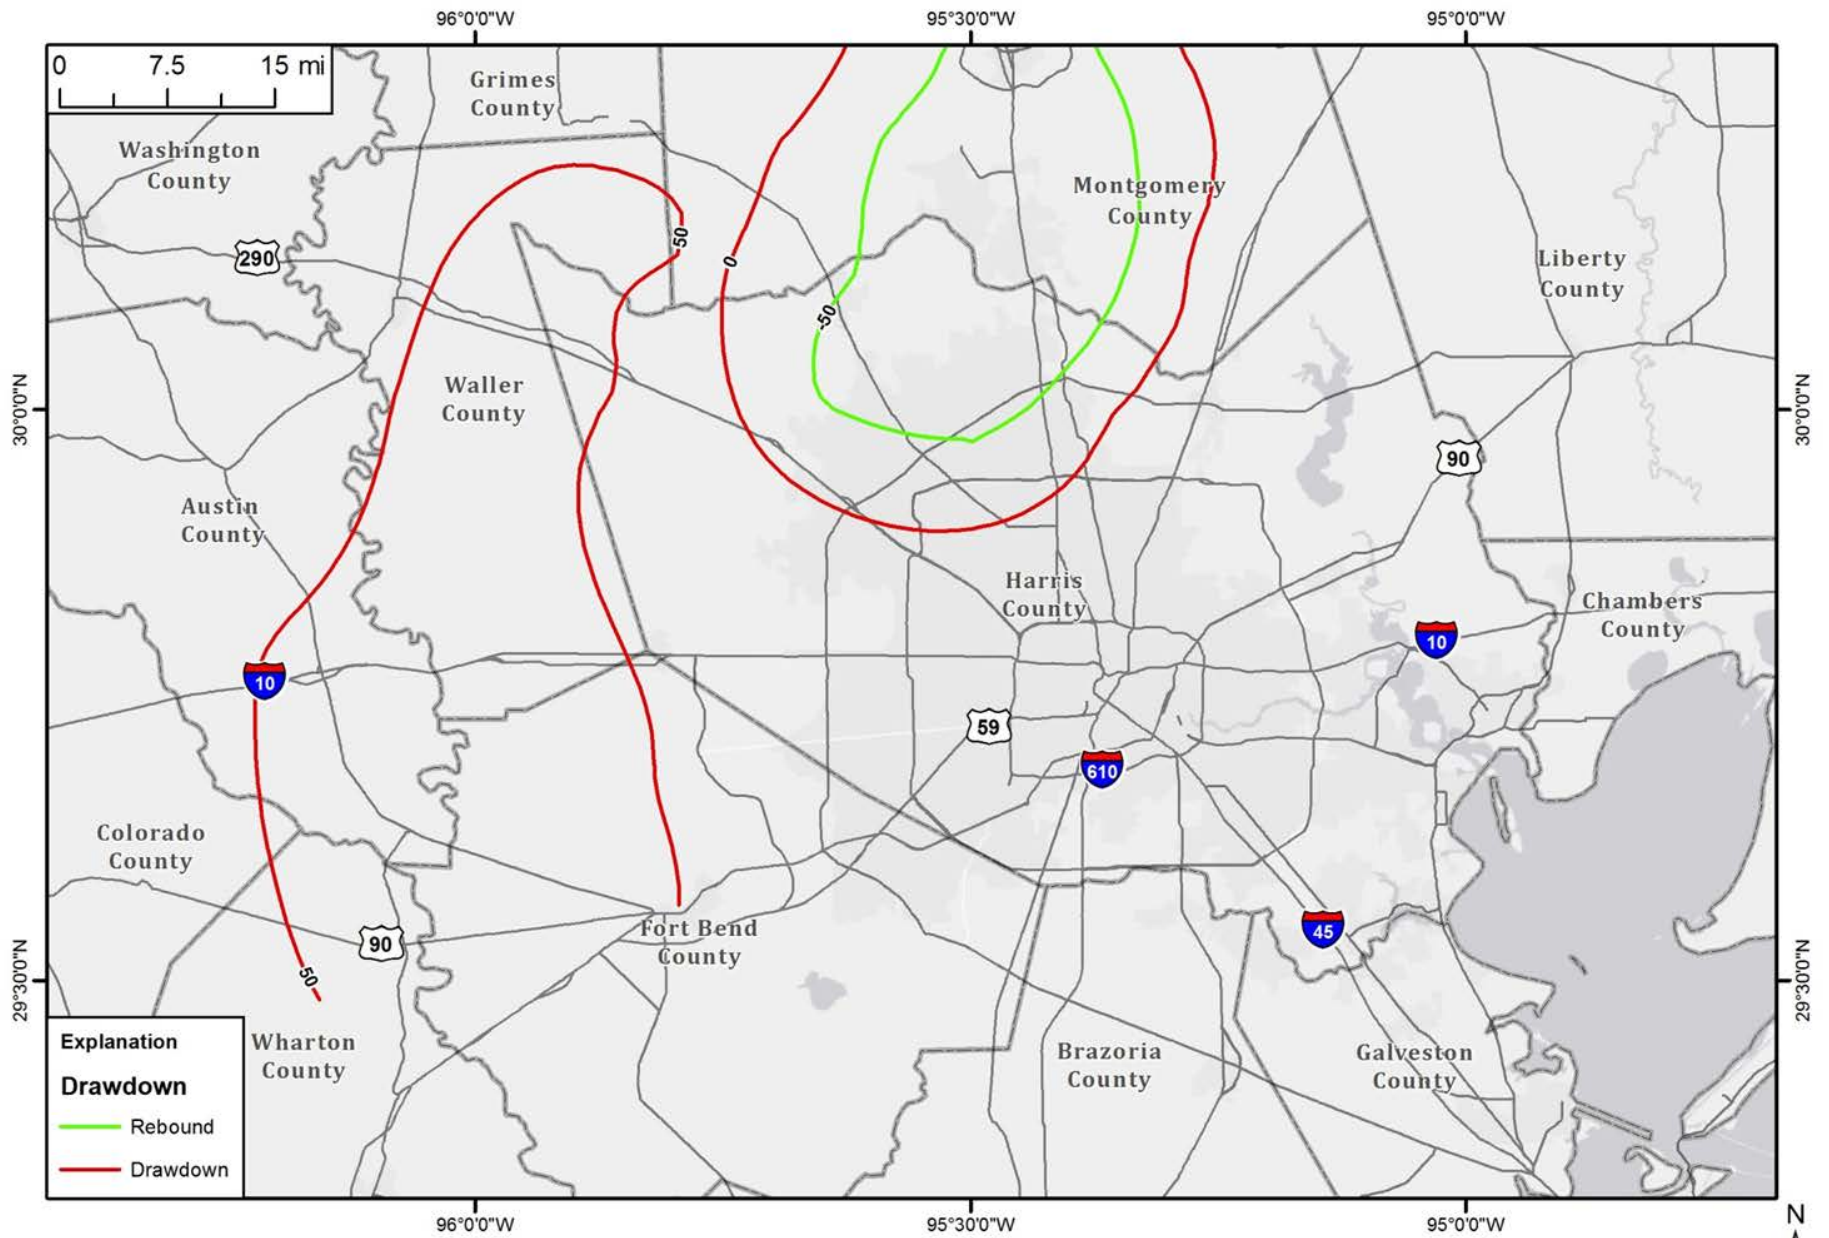 96°0'0"W
95°30'0"W
95°0'0"W
0 7.5 15 mi
Grimes
County
Washington
County
Montgomery
County
50
290
0
Liberty
County
-50
30°0'0"N
30°0'0"N
Waller
County
90
Austin
County
Harris
County
Chambers
County
10
10
59
610
Colorado
County
45
90
Fort Bend
County
50
29°30'0"N
29°30'0"N
Explanation
Drawdown
Rebound
Drawdown
Wharton
County
Brazoria
County
Galveston
County
96°0'0"W
95°30'0"W
95°0'0"W
N